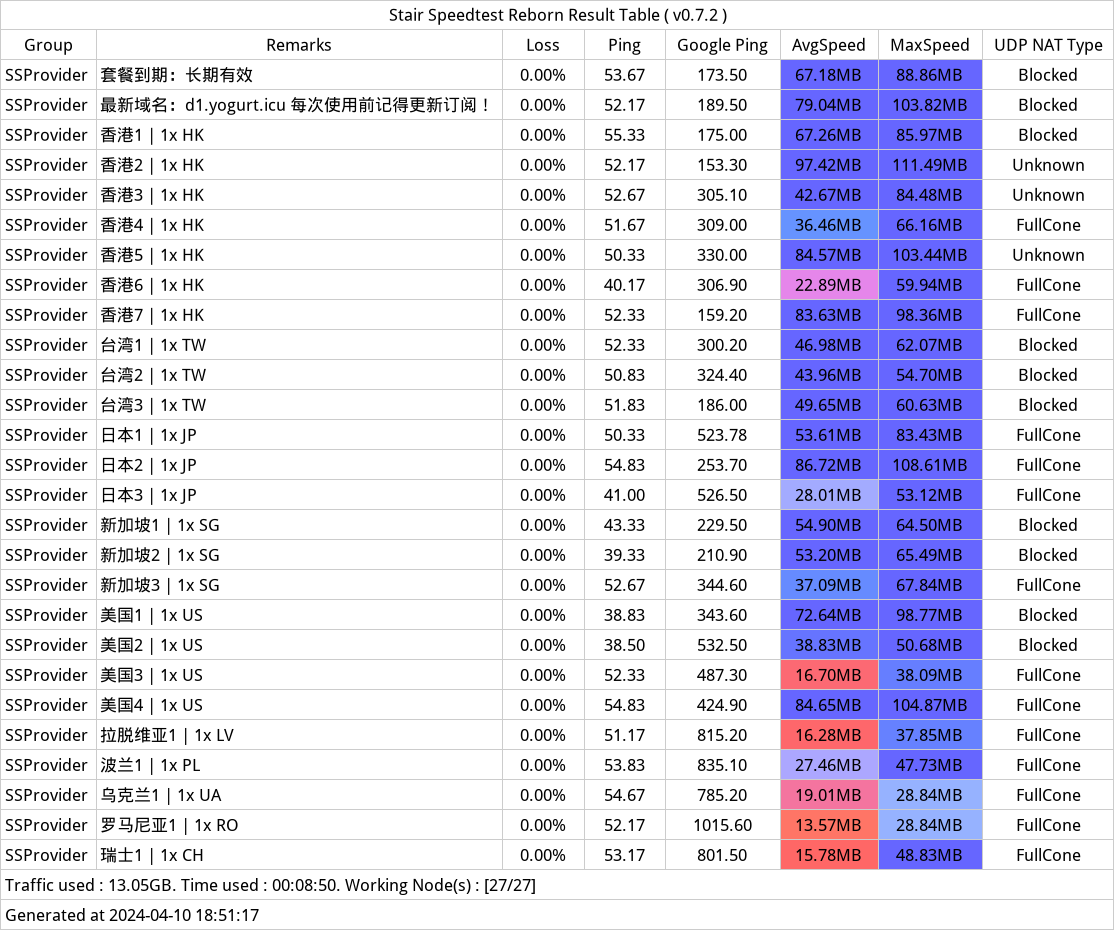 Stair Speedtest Reborn Result Table ( v0.7.2 )
Group Remarks Loss Ping Google Ping AvgSpeed MaxSpeed UDP NAT Type
SSProvider 套餐到期：长期有效 0.00% 53.67 173.50 67.18MB 88.86MB Blocked
SSProvider 最新域名：d1.yogurt.icu 每次使用前记得更新订阅！ 0.00% 52.17 189.50 79.04MB 103.82MB Blocked
SSProvider 香港1 | 1x HK 0.00% 55.33 175.00 67.26MB 85.97MB Blocked
SSProvider 香港2 | 1x HK 0.00% 52.17 153.30 97.42MB 111.49MB Unknown
SSProvider 香港3 | 1x HK 0.00% 52.67 305.10 42.67MB 84.48MB Unknown
SSProvider 香港4 | 1x HK 0.00% 51.67 309.00 36.46MB 66.16MB FullCone
SSProvider 香港5 | 1x HK 0.00% 50.33 330.00 84.57MB 103.44MB Unknown
SSProvider 香港6 | 1x HK 0.00% 40.17 306.90 22.89MB 59.94MB FullCone
SSProvider 香港7 | 1x HK 0.00% 52.33 159.20 83.63MB 98.36MB FullCone
SSProvider 台湾1 | 1x TW 0.00% 52.33 300.20 46.98MB 62.07MB Blocked
SSProvider 台湾2 | 1x TW 0.00% 50.83 324.40 43.96MB 54.70MB Blocked
SSProvider 台湾3 | 1x TW 0.00% 51.83 186.00 49.65MB 60.63MB Blocked
SSProvider 日本1 | 1x JP 0.00% 50.33 523.78 53.61MB 83.43MB FullCone
SSProvider 日本2 | 1x JP 0.00% 54.83 253.70 86.72MB 108.61MB FullCone
SSProvider 日本3 | 1x JP 0.00% 41.00 526.50 28.01MB 53.12MB FullCone
SSProvider 新加坡1 | 1x SG 0.00% 43.33 229.50 54.90MB 64.50MB Blocked
SSProvider 新加坡2 | 1x SG 0.00% 39.33 210.90 53.20MB 65.49MB Blocked
SSProvider 新加坡3 | 1x SG 0.00% 52.67 344.60 37.09MB 67.84MB FullCone
SSProvider 美国1 | 1x US 0.00% 38.83 343.60 72.64MB 98.77MB Blocked
SSProvider 美国2 | 1x US 0.00% 38.50 532.50 38.83MB 50.68MB Blocked
SSProvider 美国3 | 1x US 0.00% 52.33 487.30 16.70MB 38.09MB FullCone
SSProvider 美国4 | 1x US 0.00% 54.83 424.90 84.65MB 104.87MB FullCone
SSProvider 拉脱维亚1 | 1x LV 0.00% 51.17 815.20 16.28MB 37.85MB FullCone
SSProvider 波兰1 | 1x PL 0.00% 53.83 835.10 27.46MB 47.73MB FullCone
SSProvider 乌克兰1 | 1x UA 0.00% 54.67 785.20 19.01MB 28.84MB FullCone
SSProvider 罗马尼亚1 | 1x RO 0.00% 52.17 1015.60 13.57MB 28.84MB FullCone
SSProvider 瑞士1 | 1x CH 0.00% 53.17 801.50 15.78MB 48.83MB FullCone
Traffic used : 13.05GB. Time used : 00:08:50. Working Node(s) : [27/27]
Generated at 2024-04-10 18:51:17